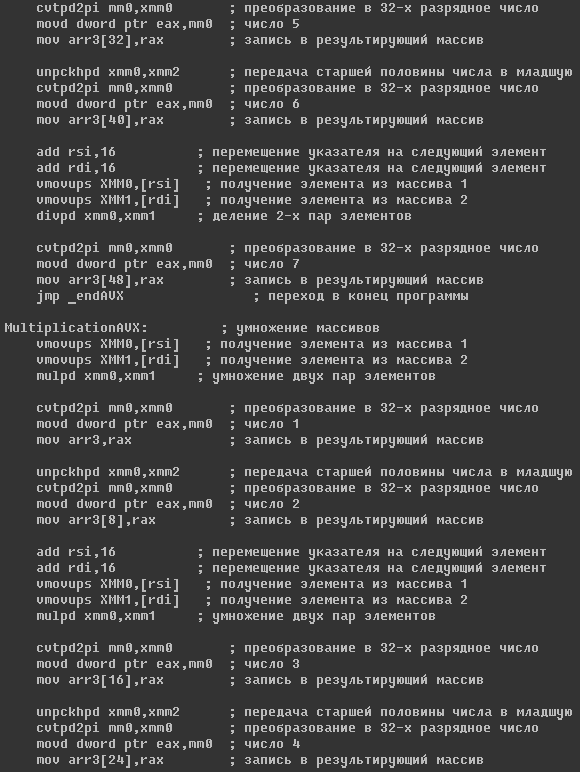 cvtpd2pi mm0,xmm0 ; преобразование в 32-х разрядное число
movd dword ptr eax,mm0 ; число 5
mov arr3[32],rax ; запись в результирующий массив
unpckhpd xmm0,xmm2 ; передача старшей половины числа в младшую
cvtpd2pi mm0,xmm0 ; преобразование в 32-х разрядное число
movd dword ptr eax,mm0 ; число 6
mov arr3[40],rax ; запись в результирующий массив
add rsi,16 ; перемещение указателя на следующий элемент
add rdi,16 ; перемещение указателя на следующий элемент
vmovups XMM0,[rsi] ; получение элемента из массива 1
vmovups XMM1,[rdi] ; получение элемента из массива 2
divpd xmm0,xmm1 ; деление 2-х пар элементов
cvtpd2pi mm0,xmm0 ; преобразование в 32-х разрядное число
movd dword ptr eax,mm0 ; число 7
mov arr3[48],rax ; запись в результирующий массив
jmp _endAVX ; переход в конец программы
MultiplicationAVX: ; умножение массивов
vmovups XMM0,[rsi] ; получение элемента из массива 1
vmovups XMM1,[rdi] ; получение элемента из массива 2
mulpd xmm0,xmm1 ; умножение двух пар элементов
cvtpd2pi mm0,xmm0 ; преобразование в 32-х разрядное число
movd dword ptr eax,mm0 ; число 1
mov arr3,rax ; запись в результирующий массив
unpckhpd xmm0,xmm2 ; передача старшей половины числа в младшую
cvtpd2pi mm0,xmm0 ; преобразование в 32-х разрядное число
movd dword ptr eax,mm0 ; число 2
mov arr3[8],rax ; запись в результирующий массив
add rsi,16 ; перемещение указателя на следующий элемент
add rdi,16 ; перемещение указателя на следующий элемент
vmovups XMM0,[rsi] ; получение элемента из массива 1
vmovups XMM1,[rdi] ; получение элемента из массива 2
mulpd xmm0,xmm1 ; умножение двух пар элементов
cvtpd2pi mm0,xmm0 ; преобразование в 32-х разрядное число
movd dword ptr eax,mm0 ; число 3
mov arr3[16],rax ; запись в результирующий массив
unpckhpd xmm0,xmm2 ; передача старшей половины числа в младшую
cvtpd2pi mm0,xmm0 ; преобразование в 32-х разрядное число
movd dword ptr eax,mm0 ; число 4
mov arr3[24],rax ; запись в результирующий массив